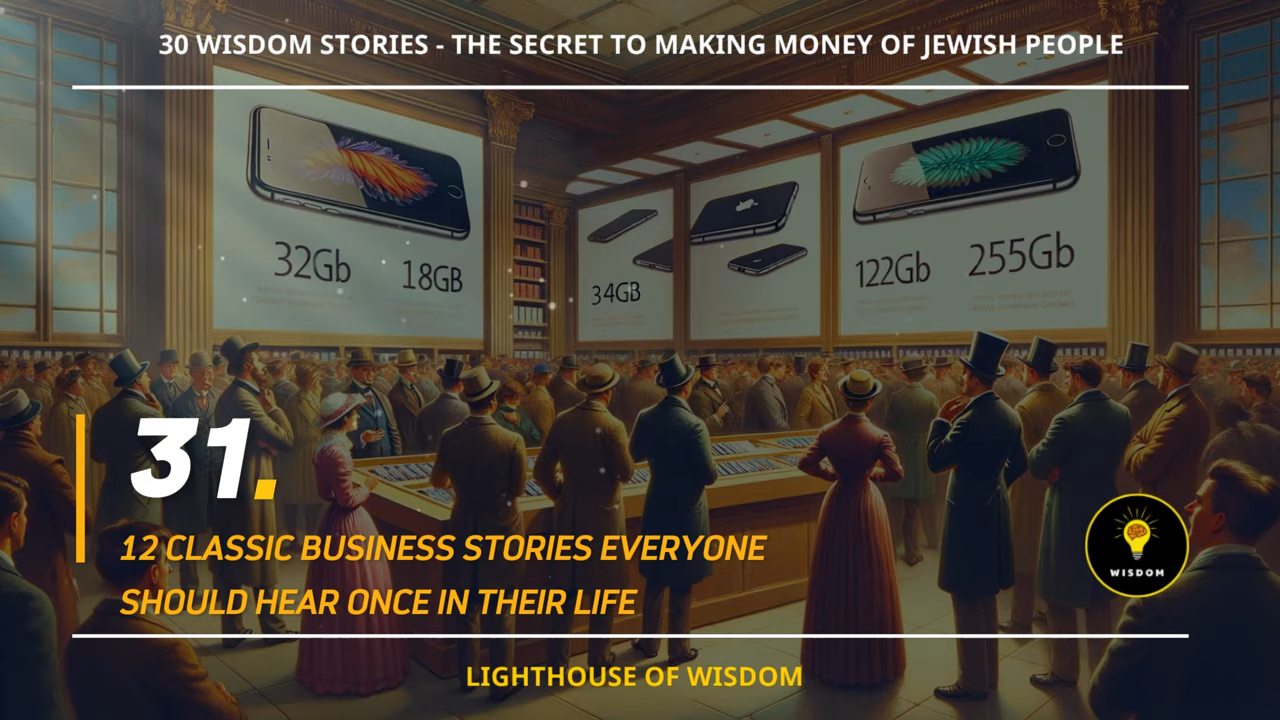 30 WISDOM STORIES - THE SECRET TO MAKING MONEY OF JEWISH PEOPLE
32Gb
18GB
34GB
122Gb
255Gb
31.
12 CLASSIC BUSINESS STORIES EVERYONE
SHOULD HEAR ONCE IN THEIR LIFE
WISDOM
LIGHTHOUSE OF WISDOM